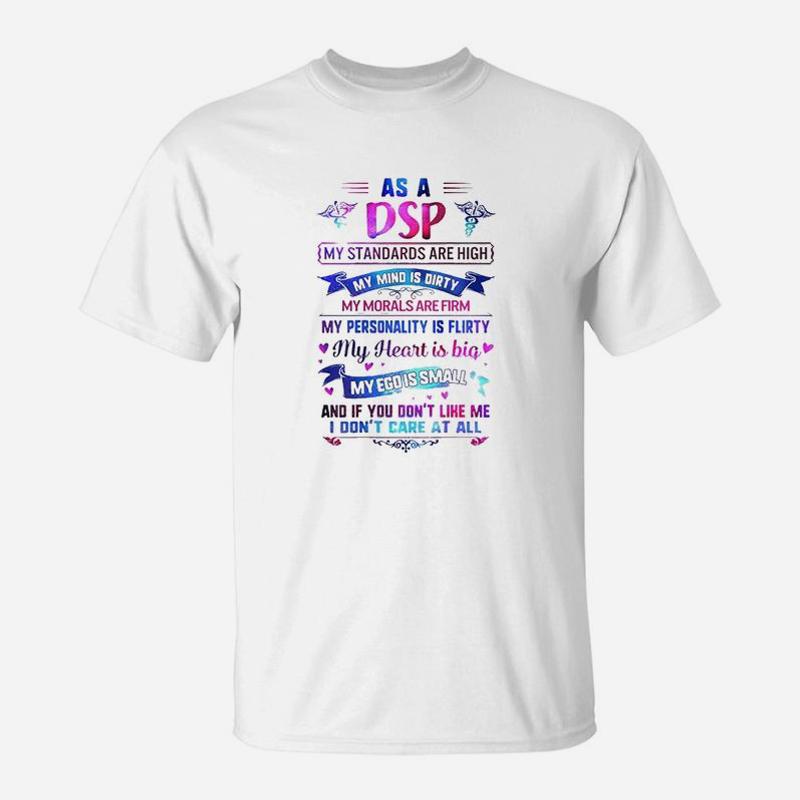 AS A
DSP
MY STANDARDS ARE HIGH
MY MIND IS DIRTY
MY MORALS ARE FIRM
MY PERSONALITY IS FLIRTY
My Heart is big
MY EGO IS SMALL
AND IF YOU DON'T LIKE ME
I DON'T CARE AT ALL